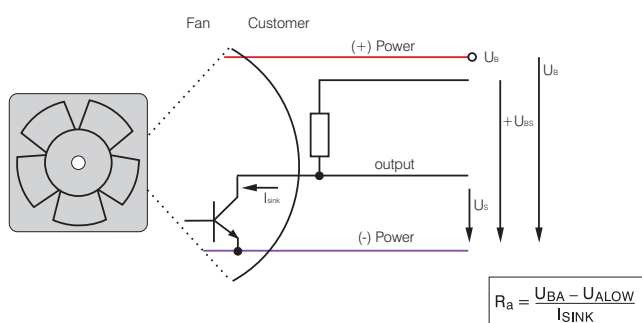 Fan Customer
(+) Power
UB
UB
+UBS
output
Isink
US
(-) Power
Ra = UBA – UALOW
ISINK